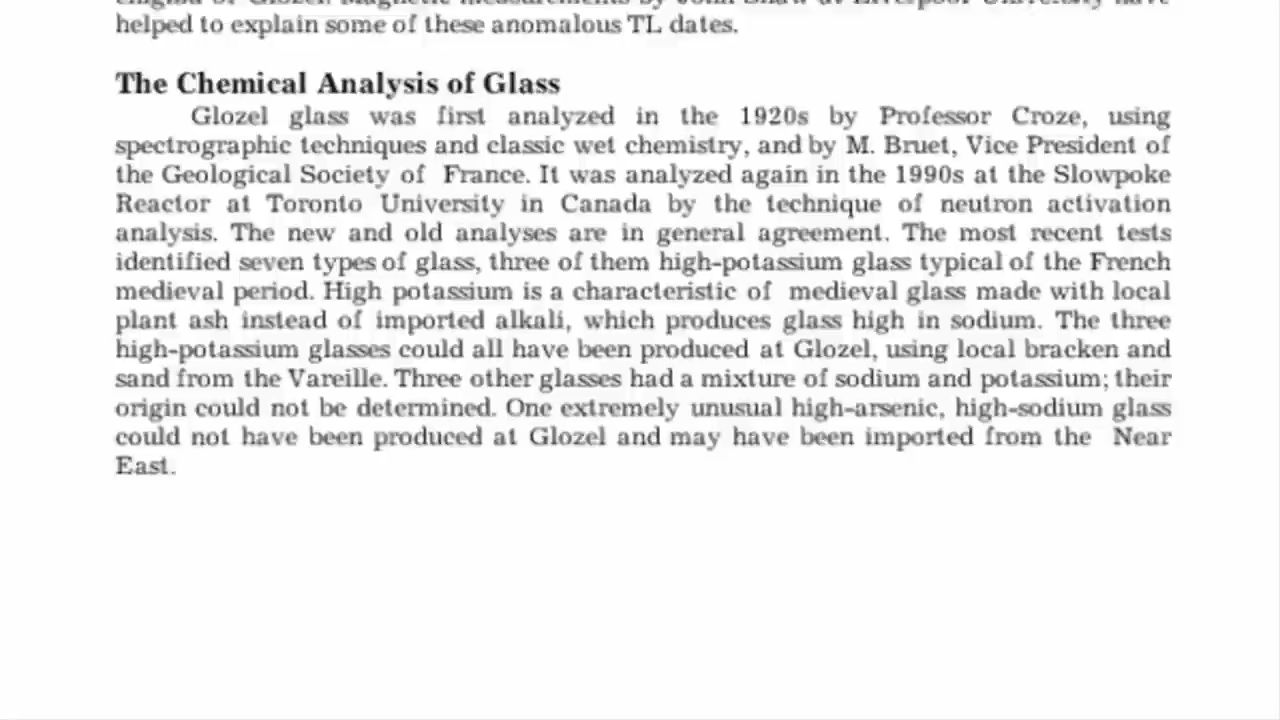 helped to explain some of these anomalous TL dates.
The Chemical Analysis of Glass
Glozel glass was first analyzed in the 1920s by Professor Croze, using
spectrographic techniques and classic wet chemistry, and by M. Bruet, Vice President of
the Geological Society of France. It was analyzed again in the 1990s at the Slowpoke
Reactor at Toronto University in Canada by the technique of neutron activation
analysis. The new and old analyses are in general agreement. The most recent tests
identified seven types of glass, three of them high-potassium glass typical of the French
medieval period. High potassium is a characteristic of medieval glass made with local
plant ash instead of imported alkali, which produces glass high in sodium. The three
high-potassium glasses could all have been produced at Glozel, using local bracken and
sand from the Vareille. Three other glasses had a mixture of sodium and potassium; their
origin could not be determined. One extremely unusual high-arsenic, high-sodium glass
could not have been produced at Glozel and may have been imported from the Near
East.